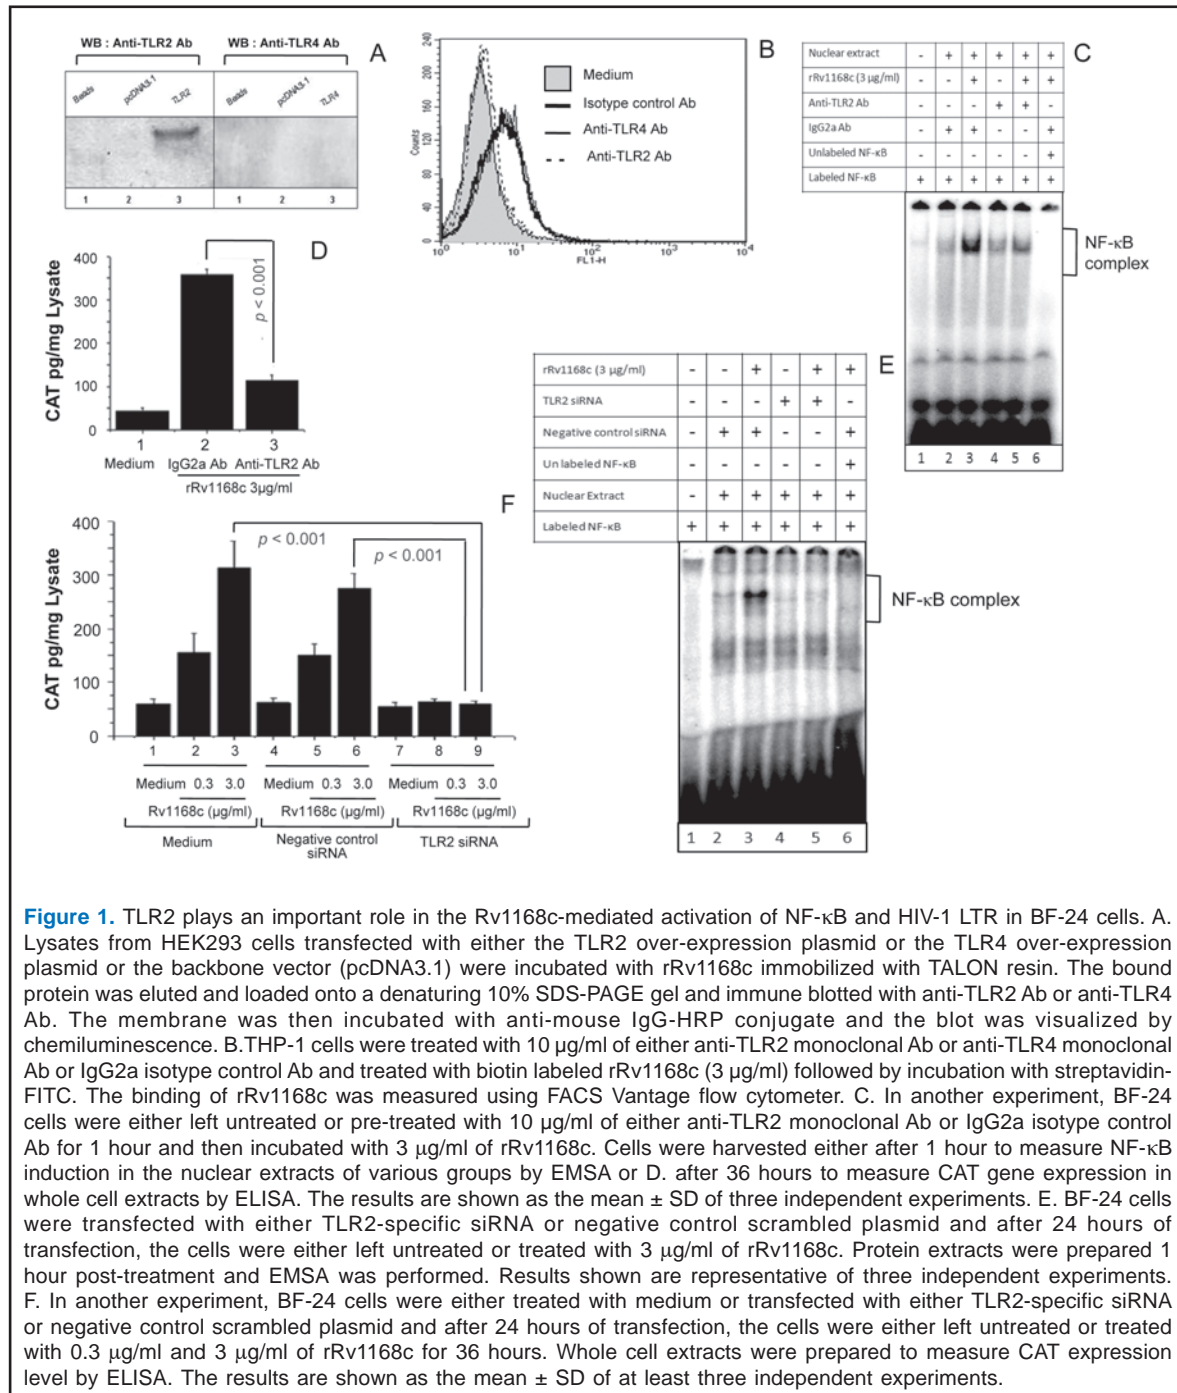 WB : Anti-TLR2 Ab WB : Anti-TLR4 Ab
A
Beads pcDNA3.1 TLR2 Beads pcDNA3.1 TLR4
1 2 3 1 2 3
B
240
200
160
120
80
40
0
Counts
Medium
Isotype control Ab
Anti-TLR4 Ab
Anti-TLR2 Ab
10⁰ 10¹ 10² 10³ 10⁴
FL1-H
C
Nuclear extract - + + + + +
rRv1168c (3 µg/ml) - - + - + +
Anti-TLR2 Ab - - - + + -
IgG2a Ab - + + - - +
Unlabeled NF-κB - - - - - +
Labeled NF-κB + + + + + +
NF-κB
complex
1 2 3 4 5 6
D
CAT pg/mg Lysate
400
300
200
100
0
p < 0.001
1 2 3
Medium IgG2a Ab Anti-TLR2 Ab
rRv1168c 3µg/ml
E
rRv1168c (3 µg/ml) - - + - + +
TLR2 siRNA - - - + + -
Negative control siRNA - + + - - +
Un labeled NF-κB - - - - - +
Nuclear Extract - + + + + +
Labeled NF-κB + + + + + +
NF-κB complex
1 2 3 4 5 6
F
CAT pg/mg Lysate
400
300
200
100
0
p < 0.001
p < 0.001
1 2 3 4 5 6 7 8 9
Medium 0.3 3.0 Medium 0.3 3.0 Medium 0.3 3.0
Rv1168c (µg/ml) Rv1168c (µg/ml) Rv1168c (µg/ml)
Medium Negative control siRNA TLR2 siRNA
Figure 1. TLR2 plays an important role in the Rv1168c-mediated activation of NF-κB and HIV-1 LTR in BF-24 cells. A.
Lysates from HEK293 cells transfected with either the TLR2 over-expression plasmid or the TLR4 over-expression
plasmid or the backbone vector (pcDNA3.1) were incubated with rRv1168c immobilized with TALON resin. The bound
protein was eluted and loaded onto a denaturing 10% SDS-PAGE gel and immune blotted with anti-TLR2 Ab or anti-TLR4
Ab. The membrane was then incubated with anti-mouse IgG-HRP conjugate and the blot was visualized by
chemiluminescence. B.THP-1 cells were treated with 10 µg/ml of either anti-TLR2 monoclonal Ab or anti-TLR4 monoclonal
Ab or IgG2a isotype control Ab and treated with biotin labeled rRv1168c (3 µg/ml) followed by incubation with streptavidin-
FITC. The binding of rRv1168c was measured using FACS Vantage flow cytometer. C. In another experiment, BF-24
cells were either left untreated or pre-treated with 10 µg/ml of either anti-TLR2 monoclonal Ab or IgG2a isotype control
Ab for 1 hour and then incubated with 3 µg/ml of rRv1168c. Cells were harvested either after 1 hour to measure NF-κB
induction in the nuclear extracts of various groups by EMSA or D. after 36 hours to measure CAT gene expression in
whole cell extracts by ELISA. The results are shown as the mean ± SD of three independent experiments. E. BF-24 cells
were transfected with either TLR2-specific siRNA or negative control scrambled plasmid and after 24 hours of
transfection, the cells were either left untreated or treated with 3 µg/ml of rRv1168c. Protein extracts were prepared 1
hour post-treatment and EMSA was performed. Results shown are representative of three independent experiments.
F. In another experiment, BF-24 cells were either treated with medium or transfected with either TLR2-specific siRNA
or negative control scrambled plasmid and after 24 hours of transfection, the cells were either left untreated or treated
with 0.3 µg/ml and 3 µg/ml of rRv1168c for 36 hours. Whole cell extracts were prepared to measure CAT expression
level by ELISA. The results are shown as the mean ± SD of at least three independent experiments.